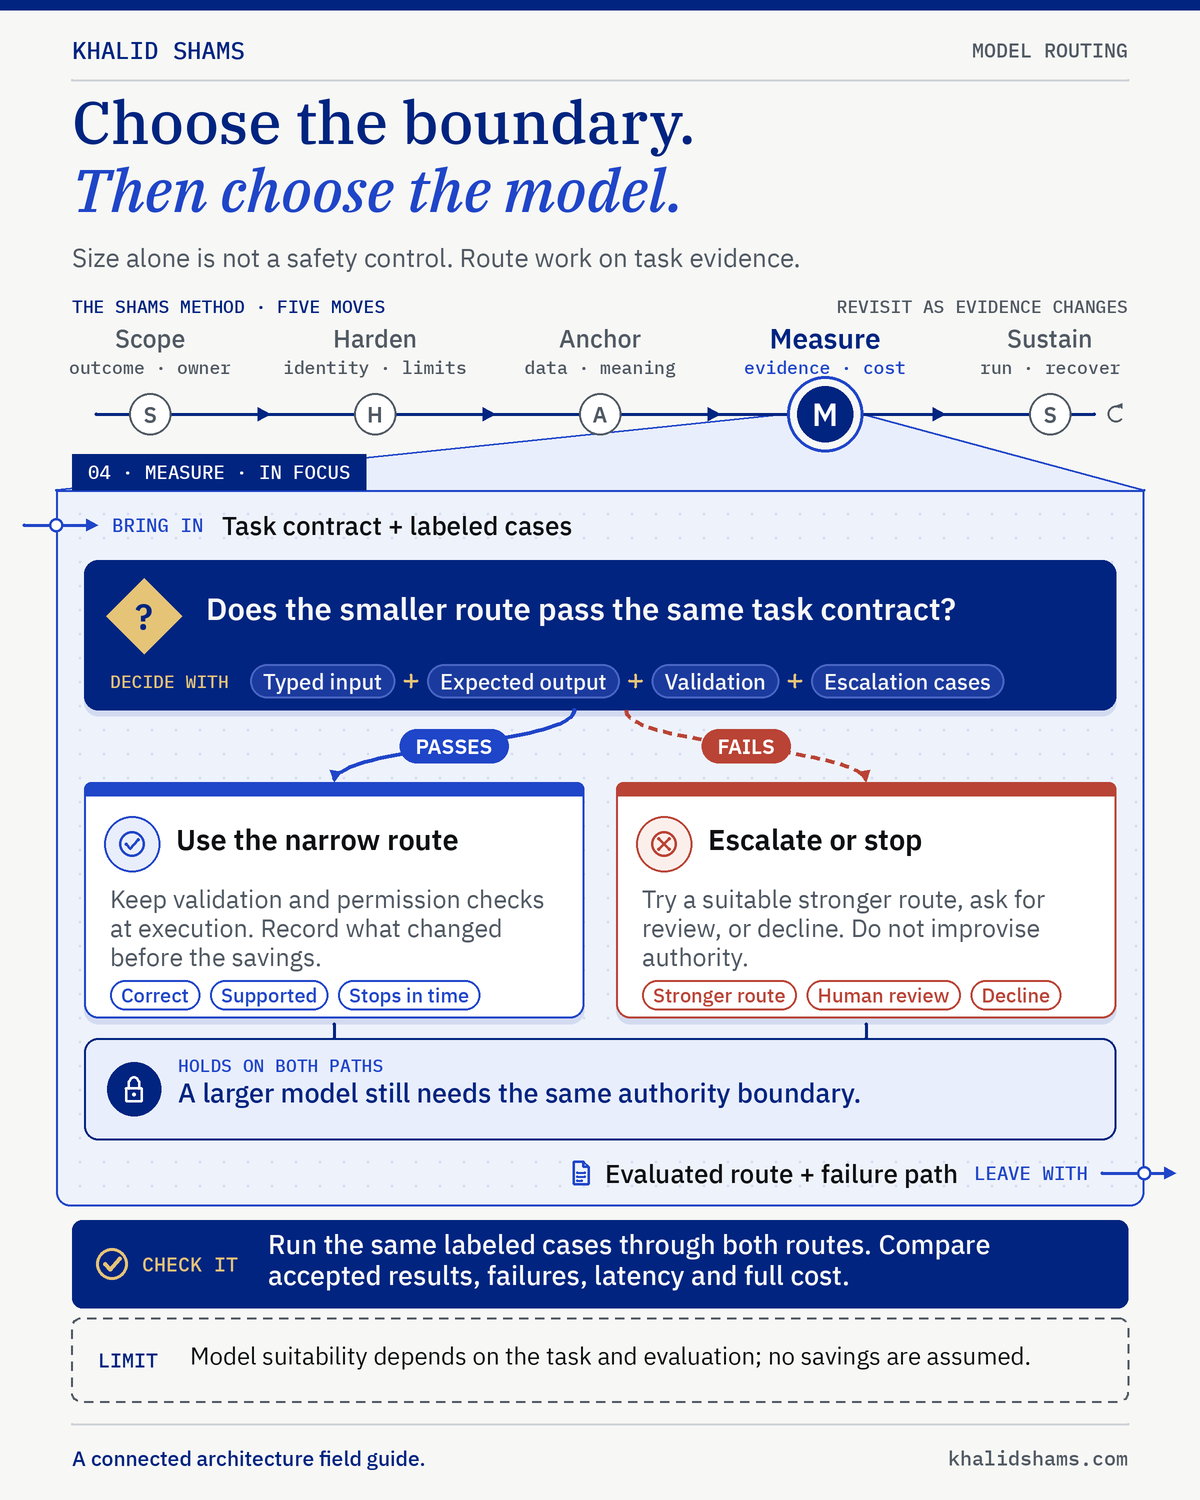 KHALID SHAMS
MODEL ROUTING
Choose the boundary.
Then choose the model.
Size alone is not a safety control. Route work on task evidence.
THE SHAMS METHOD · FIVE MOVES
REVISIT AS EVIDENCE CHANGES
Scope
outcome · owner
Harden
identity · limits
Anchor
data · meaning
Measure
evidence · cost
Sustain
run · recover
S
H
A
M
S
04 · MEASURE · IN FOCUS
BRING IN Task contract + labeled cases
?
Does the smaller route pass the same task contract?
DECIDE WITH Typed input + Expected output + Validation + Escalation cases
PASSES
FAILS
Use the narrow route
Keep validation and permission checks
at execution. Record what changed
before the savings.
Correct Supported Stops in time
Escalate or stop
Try a suitable stronger route, ask for
review, or decline. Do not improvise
authority.
Stronger route Human review Decline
HOLDS ON BOTH PATHS
A larger model still needs the same authority boundary.
Evaluated route + failure path LEAVE WITH
CHECK IT
Run the same labeled cases through both routes. Compare
accepted results, failures, latency and full cost.
LIMIT
Model suitability depends on the task and evaluation; no savings are assumed.
A connected architecture field guide.
khalidshams.com